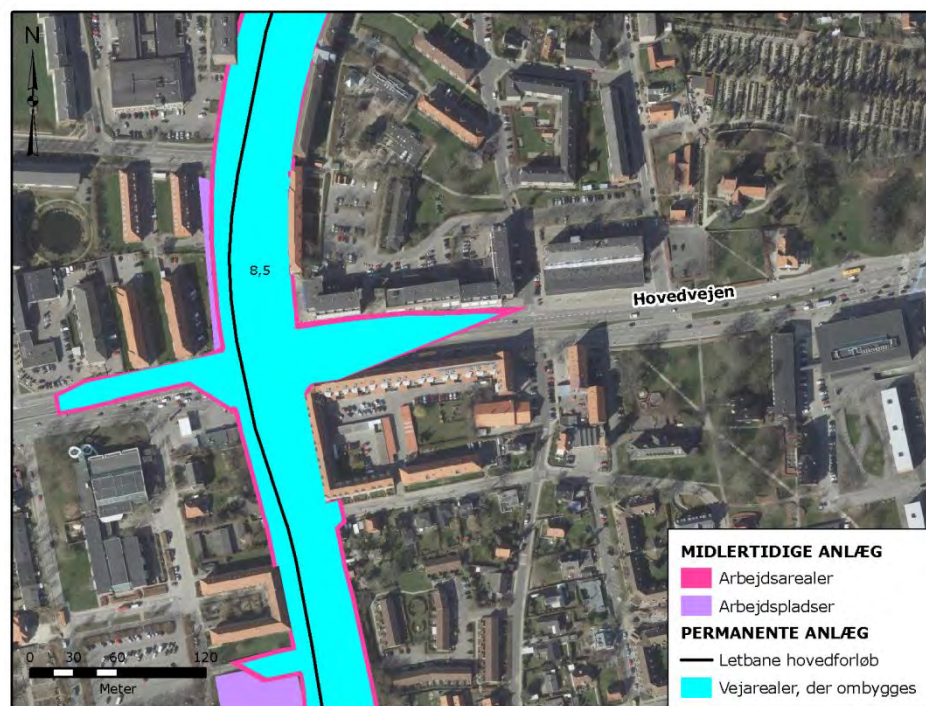 N
8,5
Hovedvejen
MIDLERTIDIGE ANLÆG
Arbejdsarealer
Arbejdspladser
PERMANENTE ANLÆG
Letbane hovedforløb
Vejarealer, der ombygges
0 30 60 120
Meter